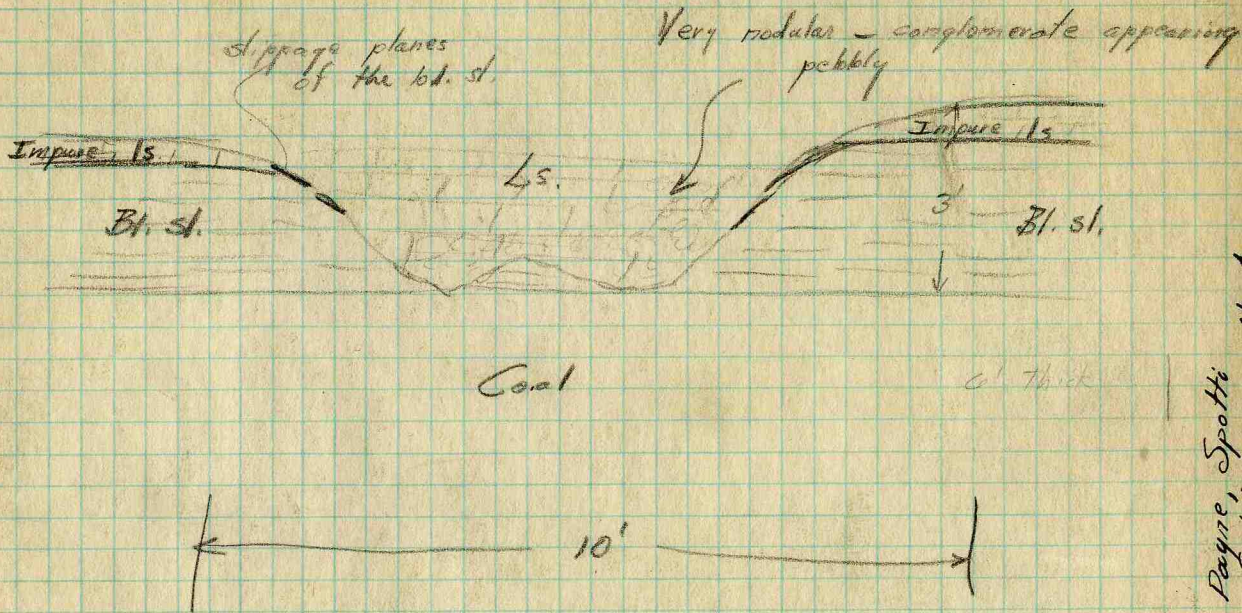 Very nodular - conglomerate appearing
pebbly
slippage planes
of the bl. sl.
Impure ls
Ls.
Impure ls
Bl. sl.
3'
Bl. sl.
Coal
6' Thick
10'
Payne, Spotti